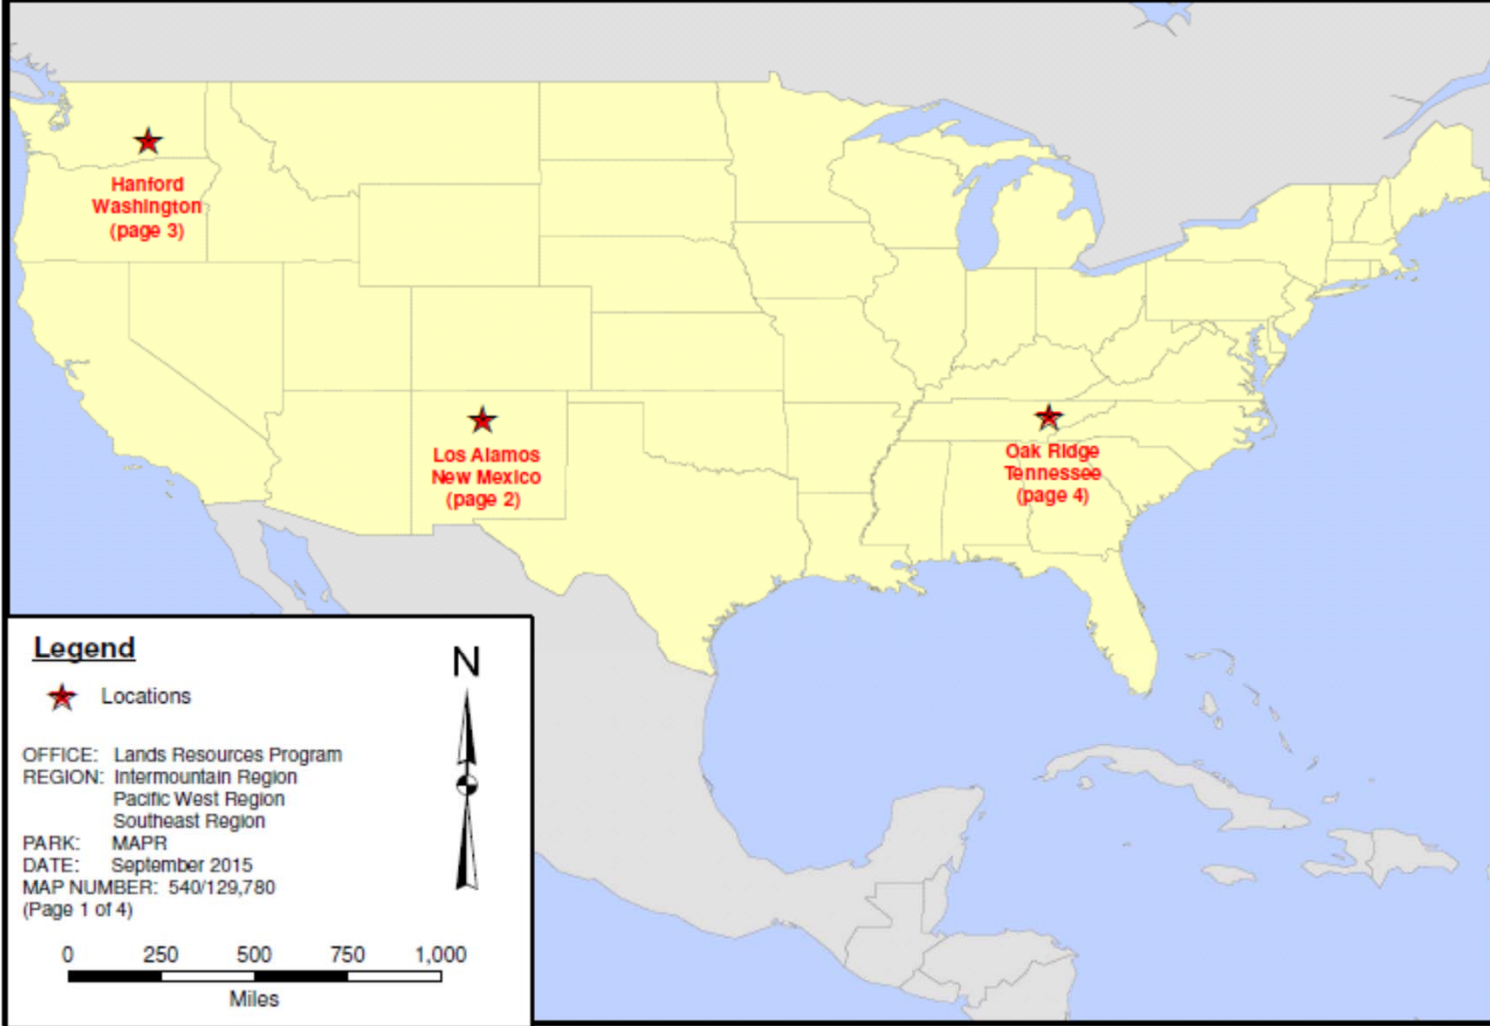 Hanford
Washington
(page 3)
Los Alamos
New Mexico
(page 2)
Oak Ridge
Tennessee
(page 4)
Legend
N
Locations
OFFICE: Lands Resources Program
REGION: Intermountain Region
Pacific West Region
Southeast Region
PARK: MAPR
DATE: September 2015
MAP NUMBER: 540/129,780
(Page 1 of 4)
0 250 500 750 1,000
Miles